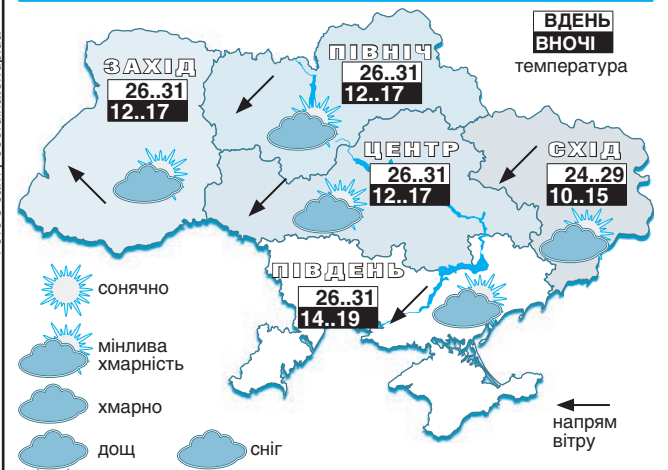 ВДЕНЬ
ВНОЧІ
температура
ЗАХІД
26..31
12..17
ПІВНІЧ
26..31
12..17
ЦЕНТР
26..31
12..17
СХІД
24..29
10..15
ПІВДЕНЬ
26..31
14..19
сонячно
мінлива
хмарність
хмарно
дощ
сніг
напрям
вітру